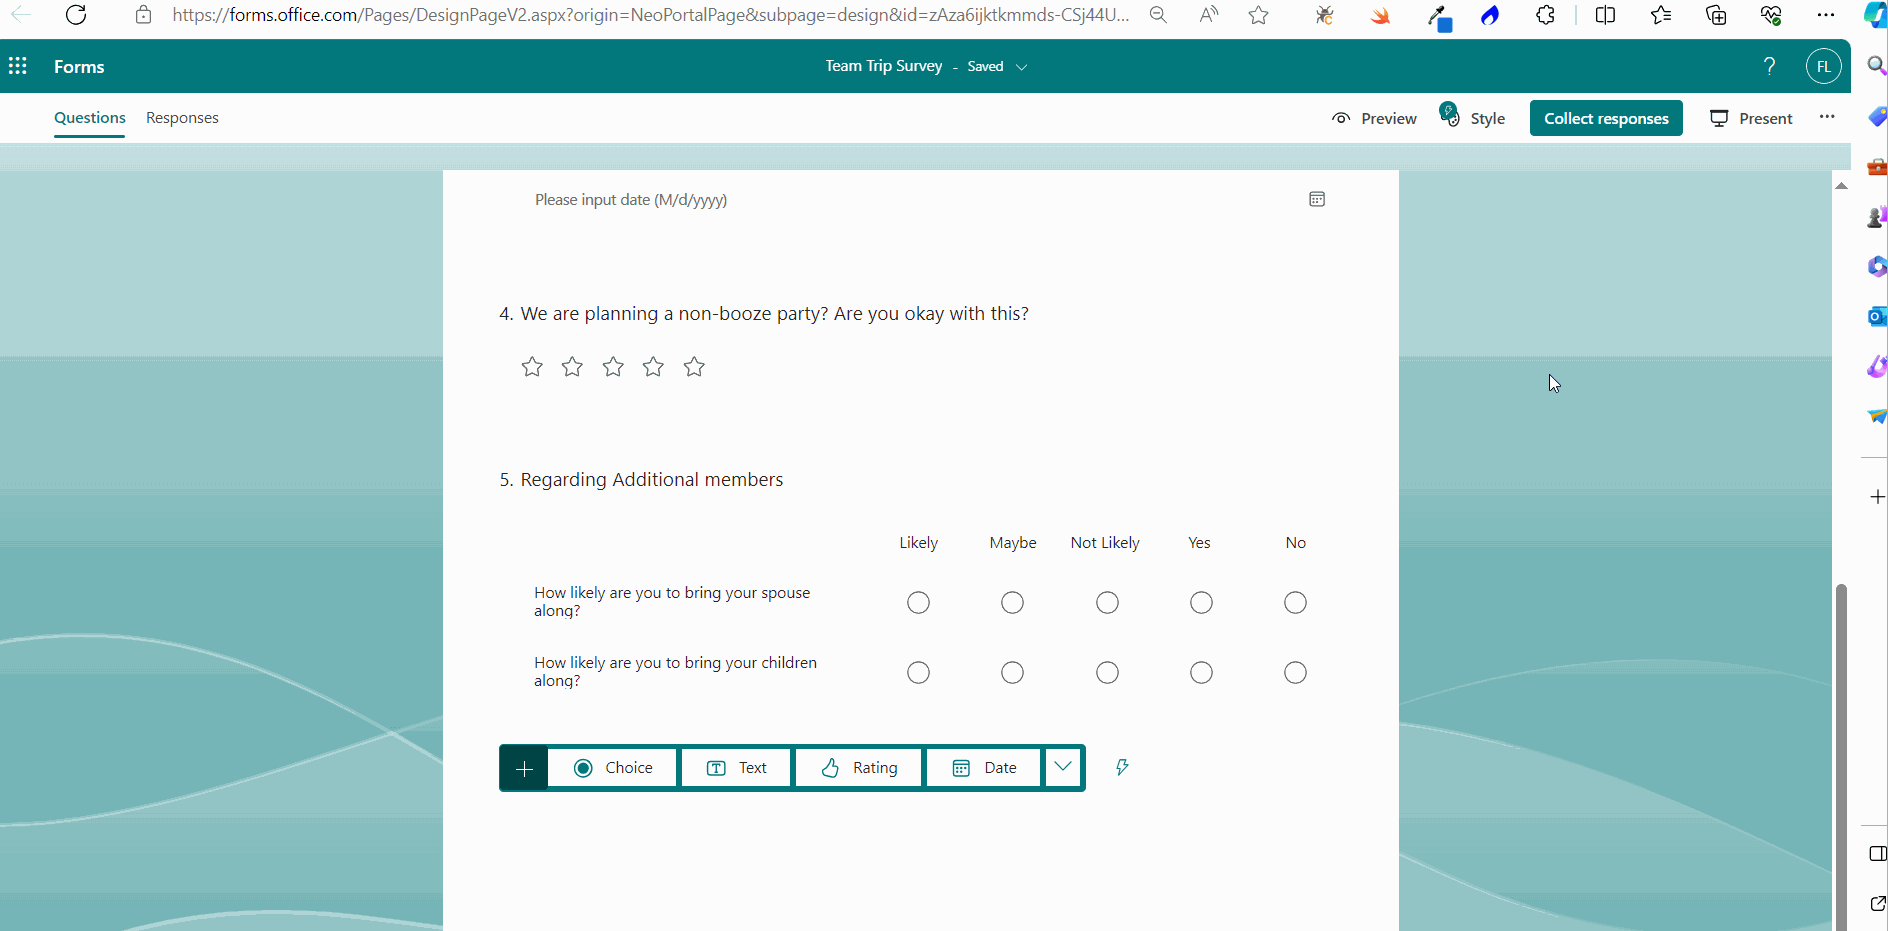 https://forms.office.com/Pages/DesignPageV2.aspx?origin=NeoPortalPage&subpage=design&id=zAza6ijktkmmds-CSj44U...
Forms
Team Trip Survey - Saved
? FL
Questions Responses
Preview Style Collect responses Present
Please input date (M/d/yyyy)
4. We are planning a non-booze party? Are you okay with this?
5. Regarding Additional members
Likely Maybe Not Likely Yes No
How likely are you to bring your spouse
along?
How likely are you to bring your children
along?
Choice Text Rating Date